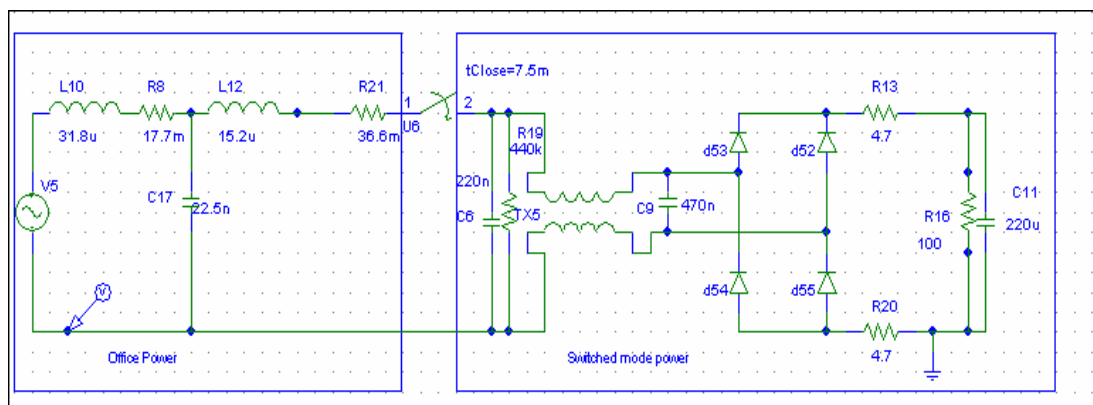 tClose=7.5m
L10 R8 L12 R21 1 2 R13
31.8u 17.7m 15.2u 36.6m U6 R19 4.7
440k d53 d52
220n
V5 C17 22.5n C6 TX5 C9 470n C11
R16 220u
100
V
d54 d55
R20
Office Power Switched mode power 4.7